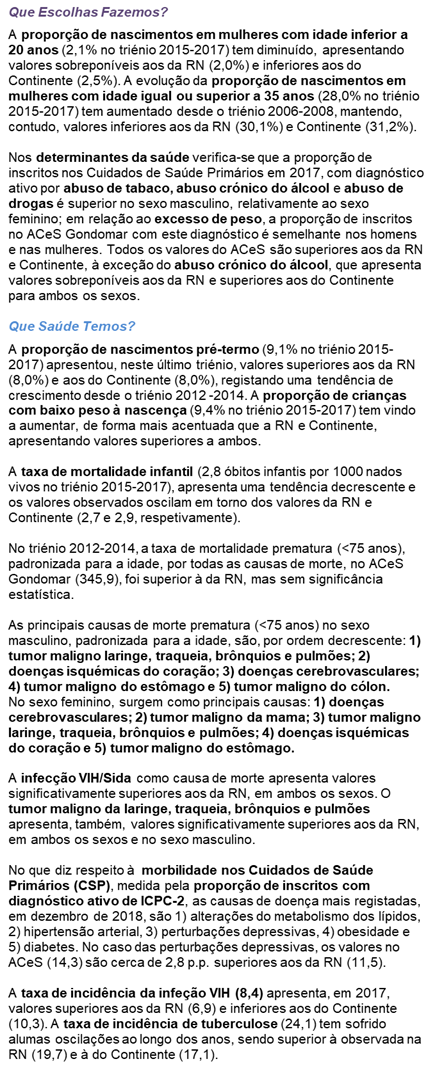 Que Escolhas Fazemos?
A proporção de nascimentos em mulheres com idade inferior a
20 anos (2,1% no triénio 2015-2017) tem diminuído, apresentando
valores sobreponíveis aos da RN (2,0%) e inferiores aos do
Continente (2,5%). A evolução da proporção de nascimentos em
mulheres com idade igual ou superior a 35 anos (28,0% no triénio
2015-2017) tem aumentado desde o triénio 2006-2008, mantendo,
contudo, valores inferiores aos da RN (30,1%) e Continente (31,2%).
Nos determinantes da saúde verifica-se que a proporção de
inscritos nos Cuidados de Saúde Primários em 2017, com diagnóstico
ativo por abuso de tabaco, abuso crónico do álcool e abuso de
drogas é superior no sexo masculino, relativamente ao sexo
feminino; em relação ao excesso de peso, a proporção de inscritos
no ACeS Gondomar com este diagnóstico é semelhante nos homens
e nas mulheres. Todos os valores do ACeS são superiores aos da RN
e Continente, à exceção do abuso crónico do álcool, que apresenta
valores sobreponíveis aos da RN e superiores aos do Continente
para ambos os sexos.
Que Saúde Temos?
A proporção de nascimentos pré-termo (9,1% no triénio 2015-
2017) apresentou, neste último triénio, valores superiores aos da RN
(8,0%) e aos do Continente (8,0%), registando uma tendência de
crescimento desde o triénio 2012 -2014. A proporção de crianças
com baixo peso à nascença (9,4% no triénio 2015-2017) tem vindo
a aumentar, de forma mais acentuada que a RN e Continente,
apresentando valores superiores a ambos.
A taxa de mortalidade infantil (2,8 óbitos infantis por 1000 nados
vivos no triénio 2015-2017), apresenta uma tendência decrescente e
os valores observados oscilam em torno dos valores da RN e
Continente (2,7 e 2,9, respetivamente).
No triénio 2012-2014, a taxa de mortalidade prematura (<75 anos),
padronizada para a idade, por todas as causas de morte, no ACeS
Gondomar (345,9), foi superior à da RN, mas sem significância
estatística.
As principais causas de morte prematura (<75 anos) no sexo
masculino, padronizada para a idade, são, por ordem decrescente: 1)
tumor maligno laringe, traqueia, brônquios e pulmões; 2)
doenças isquémicas do coração; 3) doenças cerebrovasculares;
4) tumor maligno do estômago e 5) tumor maligno do cólon.
No sexo feminino, surgem como principais causas: 1) doenças
cerebrovasculares; 2) tumor maligno da mama; 3) tumor maligno
laringe, traqueia, brônquios e pulmões; 4) doenças isquémicas
do coração e 5) tumor maligno do estômago.
A infecção VIH/Sida como causa de morte apresenta valores
significativamente superiores aos da RN, em ambos os sexos. O
tumor maligno da laringe, traqueia, brônquios e pulmões
apresenta, também, valores significativamente superiores aos da RN,
em ambos os sexos e no sexo masculino.
No que diz respeito à morbilidade nos Cuidados de Saúde
Primários (CSP), medida pela proporção de inscritos com
diagnóstico ativo de ICPC-2, as causas de doença mais registadas,
em dezembro de 2018, são 1) alterações do metabolismo dos lípidos,
2) hipertensão arterial, 3) perturbações depressivas, 4) obesidade e
5) diabetes. No caso das perturbações depressivas, os valores no
ACeS (14,3) são cerca de 2,8 p.p. superiores aos da RN (11,5).
A taxa de incidência da infeção VIH (8,4) apresenta, em 2017,
valores superiores aos da RN (6,9) e inferiores aos do Continente
(10,3). A taxa de incidência de tuberculose (24,1) tem sofrido
alumas oscilações ao longo dos anos, sendo superior à observada na
RN (19,7) e à do Continente (17,1).